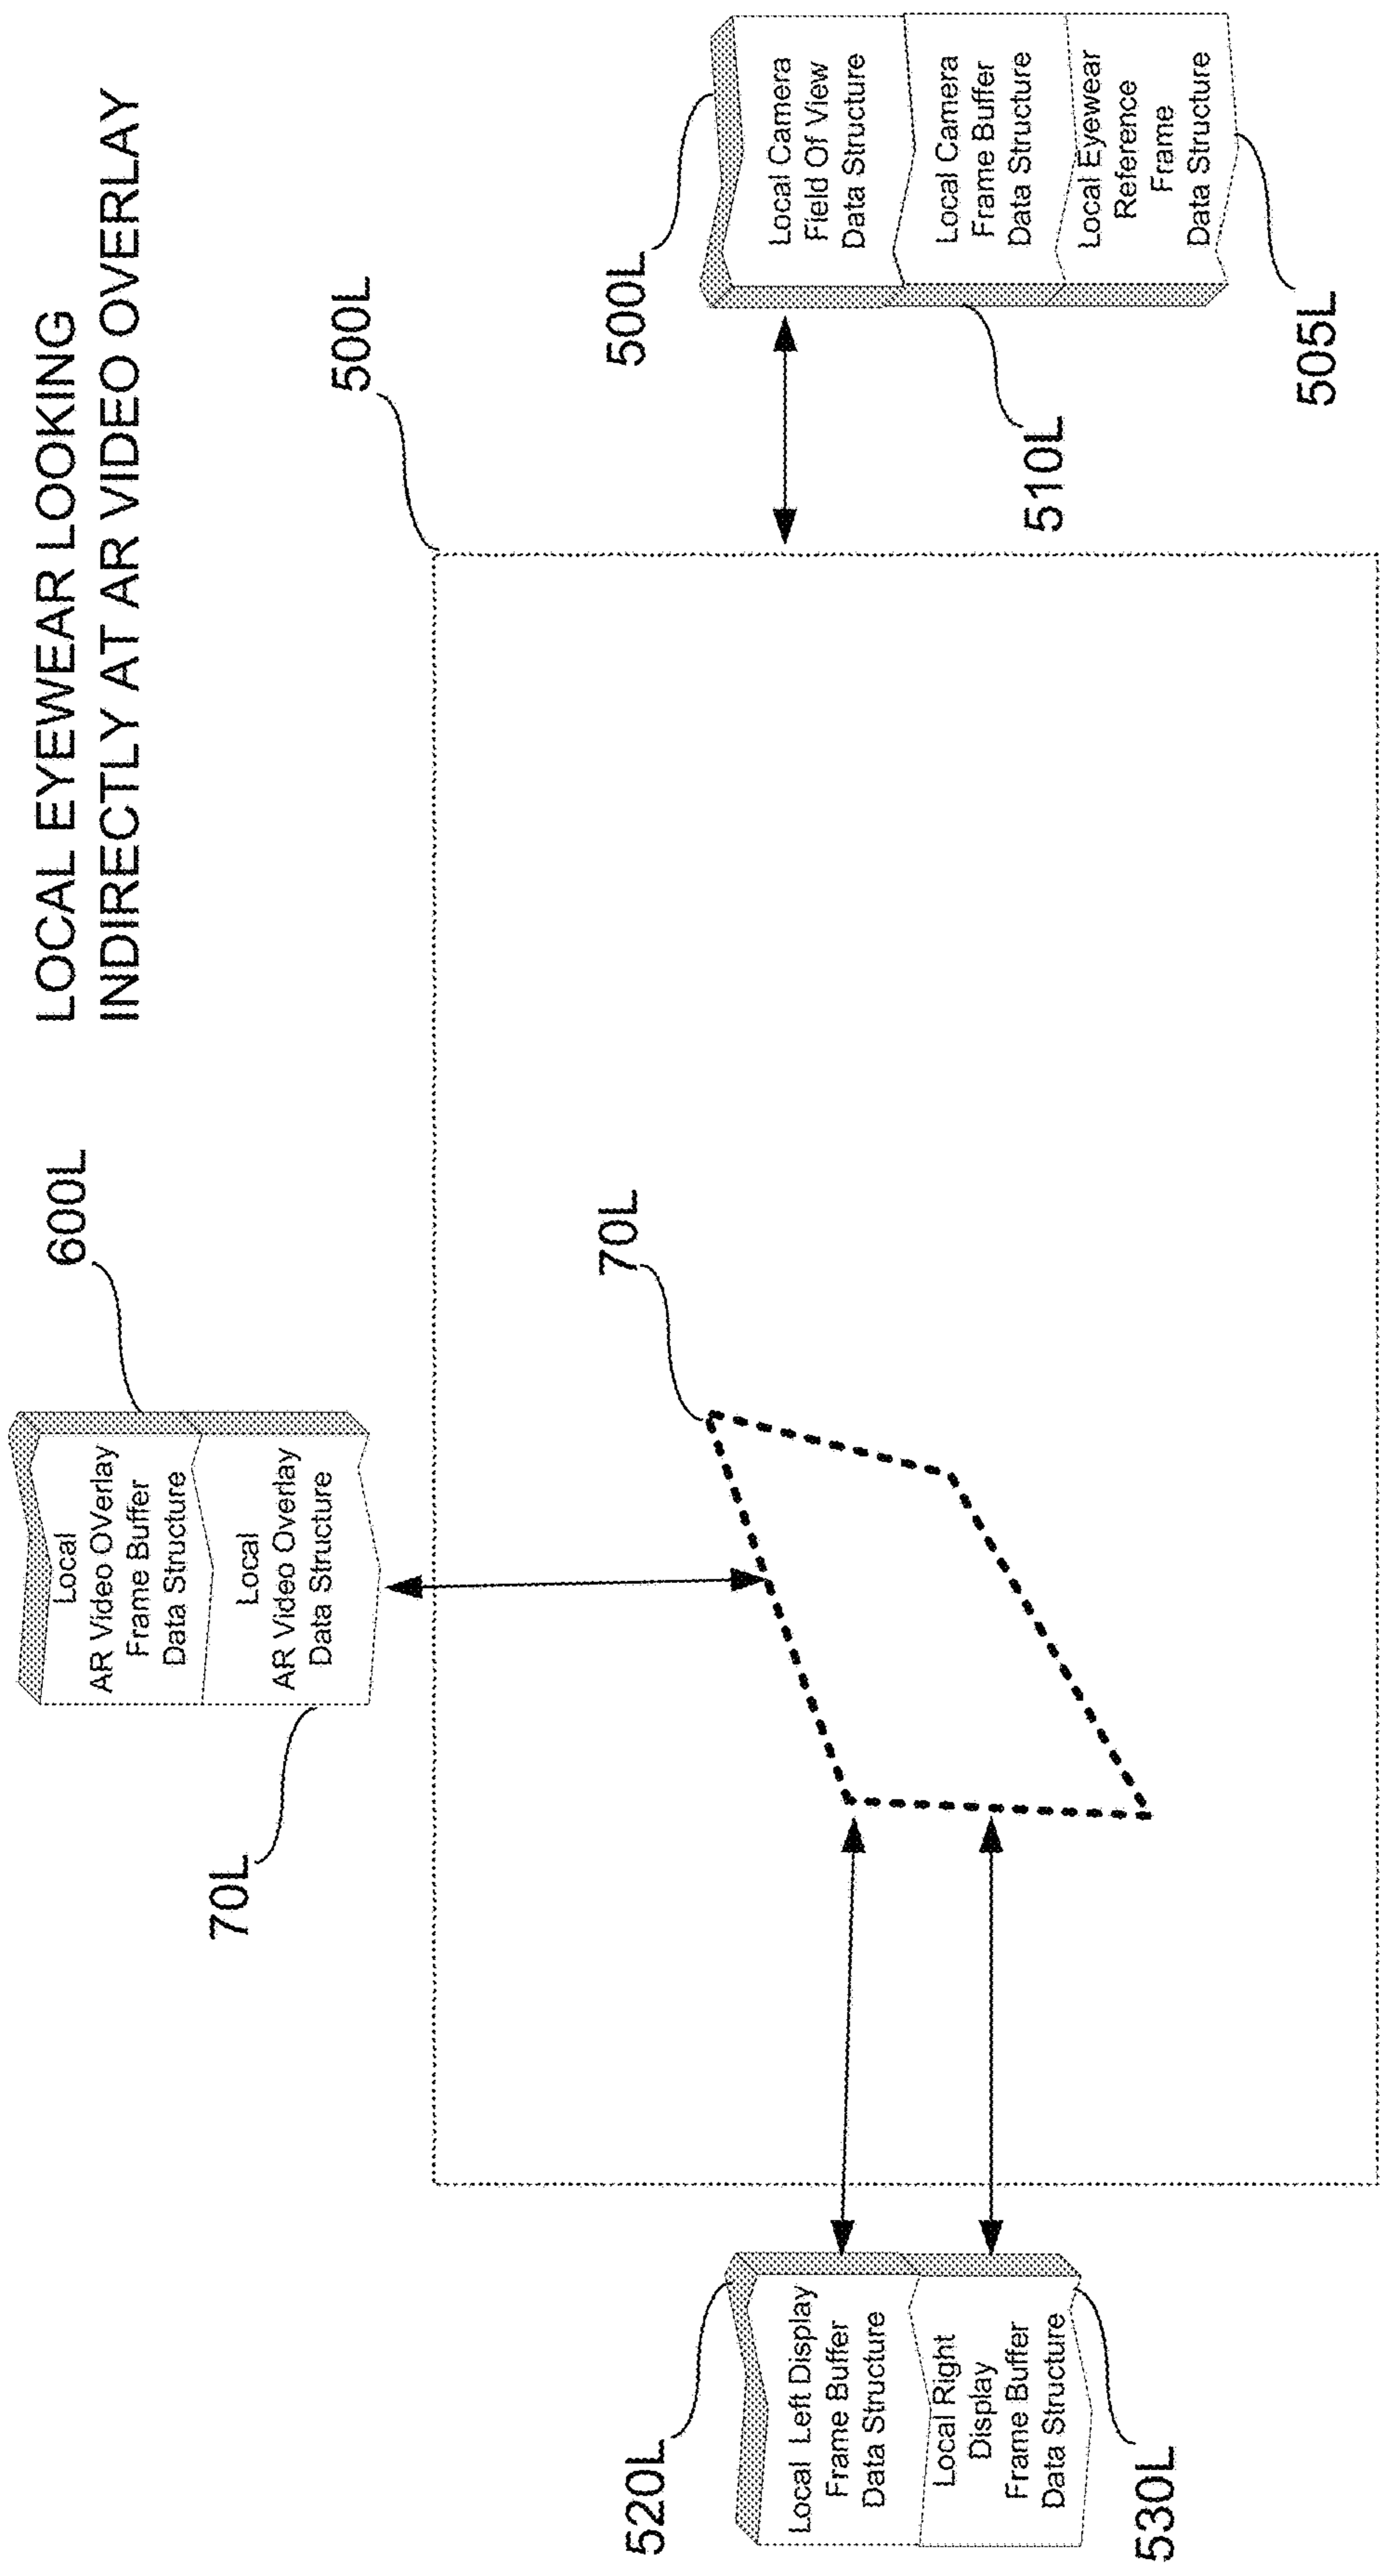 LOCAL EYEWEAR LOOKING
INDIRECTLY AT AR VIDEO OVERLAY
600L
Local
AR Video OVerlay
Frame Buffer
Data Structure
Local
AR Video Overlay
Data Structure
70L
500L
70L
520L
Local Left Display
Frame Buffer
Data Structure
Local Right
Display
Frame Buffer
Data Structure
530L
500L
Local Camera
Field Of View
Data Structure
Local Camera
Frame Buffer
Data Structure
Local Eyewear
Reference
Frame
Data Structure
510L
505L